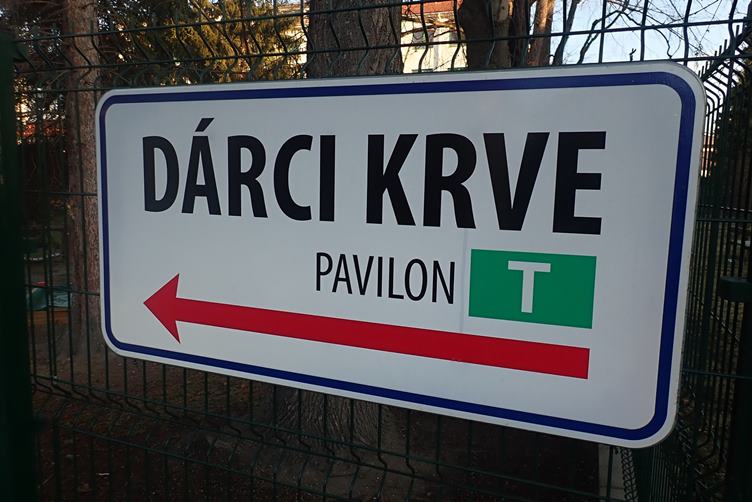 DÁRCI KRVE
PAVILON T